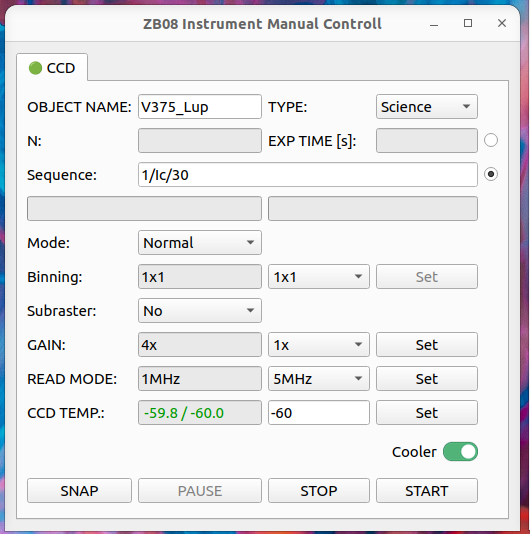 ZB08 Instrument Manual Controll
CCD
OBJECT NAME: V375_Lup TYPE: Science
N: EXP TIME [s]:
Sequence: 1/Ic/30
Mode: Normal
Binning: 1x1 1x1 Set
Subraster: No
GAIN: 4x 1x Set
READ MODE: 1MHz 5MHz Set
CCD TEMP.: -59.8 / -60.0 -60 Set
Cooler
SNAP PAUSE STOP START